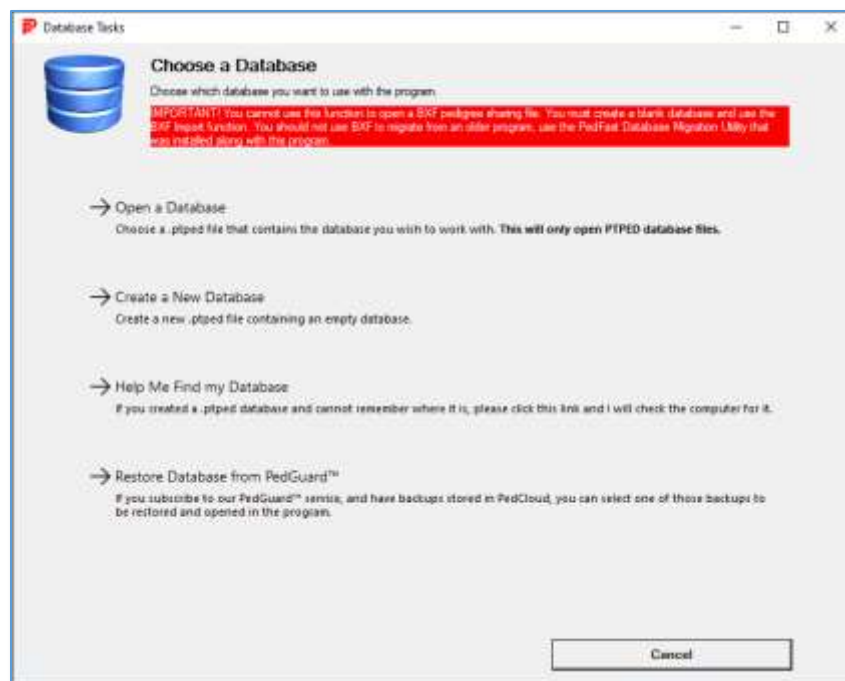 Database Tasks
Choose a Database
Choose which database you want to use with the program.
IMPORTANT! You cannot use this function to open a BXF pedigree sharing file. You must create a blank database and use the
BXF Import function. You should not use BXF to migrate from an older program, use the PedFast Database Migration Utility that
was installed along with this program.
Open a Database
Choose a .ptped file that contains the database you wish to work with. This will only open PTPED database files.
Create a New Database
Create a new .ptped file containing an empty database.
Help Me Find my Database
If you created a .ptped database and cannot remember where it is, please click this link and I will check the computer for it.
Restore Database from PedGuard™
If you subscribe to our PedGuard™ service, and have backups stored in PedCloud, you can select one of those backups to
be restored and opened in the program.
Cancel